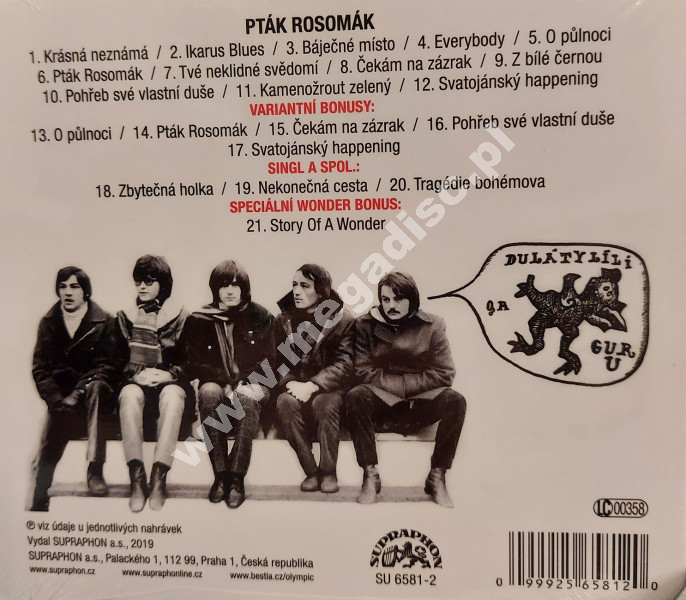 PTÁK ROSOMÁK
1. Krásná neznámá / 2. Ikarus Blues / 3. Báječné místo / 4. Everybody / 5. O půlnoci
6. Pták Rosomák / 7. Tvé neklidné svědomí / 8. Čekám na zázrak / 9. Z bílé černou
10. Pohřeb své vlastní duše / 11. Kamenožrout zelený / 12. Svatojánský happening
VARIANTNÍ BONUSY:
13. O půlnoci / 14. Pták Rosomák / 15. Čekám na zázrak / 16. Pohřeb své vlastní duše
17. Svatojánský happening
SINGL A SPOL.:
18. Zbytečná holka / 19. Nekonečná cesta / 20. Tragédie bohémova
SPECIÁLNÍ WONDER BONUS:
21. Story Of A Wonder
DULÁTYLÍLÍ
GA
GUR
U
www.megadisc.pl
℗ viz údaje u jednotlivých nahrávek
Vydal SUPRAPHON a.s., 2019
SUPRAPHON a.s., Palackého 1, 112 99, Praha 1, Česká republika
www.supraphon.cz www.supraphonline.cz www.bestia.cz/olympic
SUPRAPHON
SU 6581-2
LC 00358
0 99925 65812 0